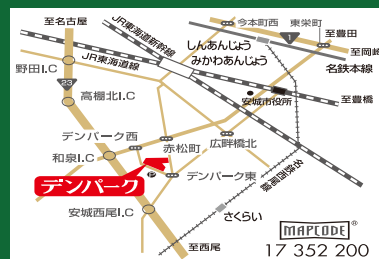 至名古屋
JR東海道新幹線
JR東海道線
今本町西
東栄町
至豊田
1
至岡崎
しんあんじょう
みかわあんじょう
名鉄本線
野田I.C
23
高棚北I.C
安城市役所
至豊橋
デンパーク西
赤松町
広畔橋北
和泉I.C
デンパーク
P
デンパーク東
名鉄西尾線
安城西尾I.C
さくらい
至西尾
MAPCODE®
17 352 200